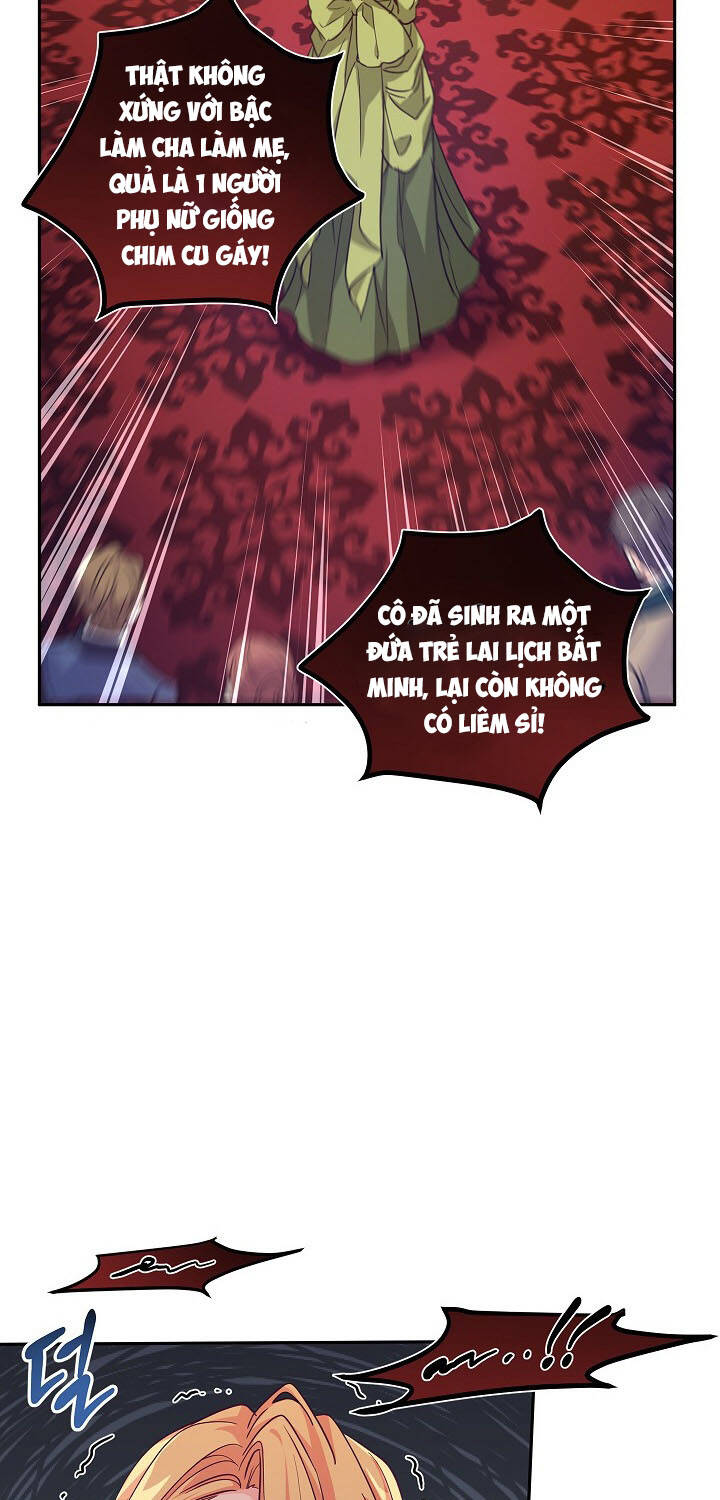 THẬT KHÔNG
XỨNG VỚI BẬC
LÀM CHA LÀM MẸ,
QUẢ LÀ 1 NGƯỜI
PHỤ NỮ GIỐNG
CHIM CU GÁY!
CÔ ĐÃ SINH RA MỘT
ĐỨA TRẺ LAI LỊCH BẤT
MINH, LẠI CÒN KHÔNG
CÓ LIÊM SỈ!
덜